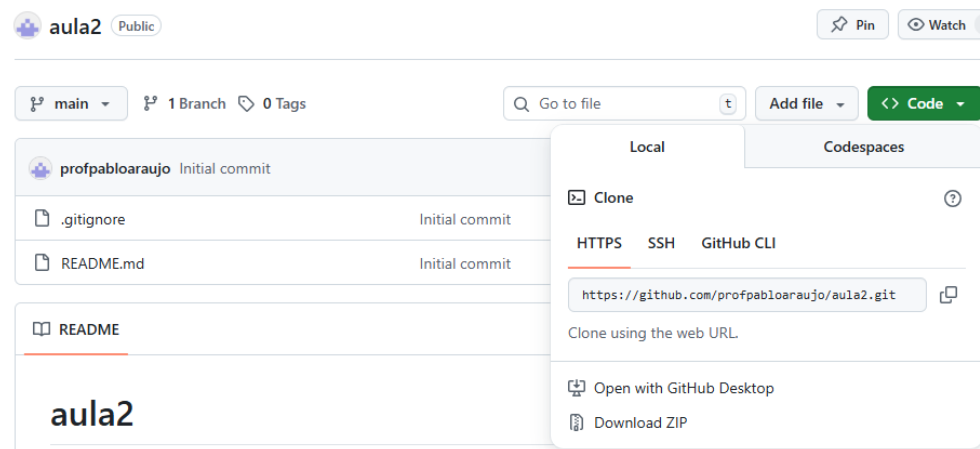 aula2 Public Pin Watch
main 1 Branch 0 Tags Go to file t Add file Code
Local Codespaces
profpabloaraujo Initial commit
Clone
.gitignore Initial commit
HTTPS SSH GitHub CLI
README.md Initial commit
https://github.com/profpabloaraujo/aula2.git
README
Clone using the web URL.
Open with GitHub Desktop
aula2
Download ZIP